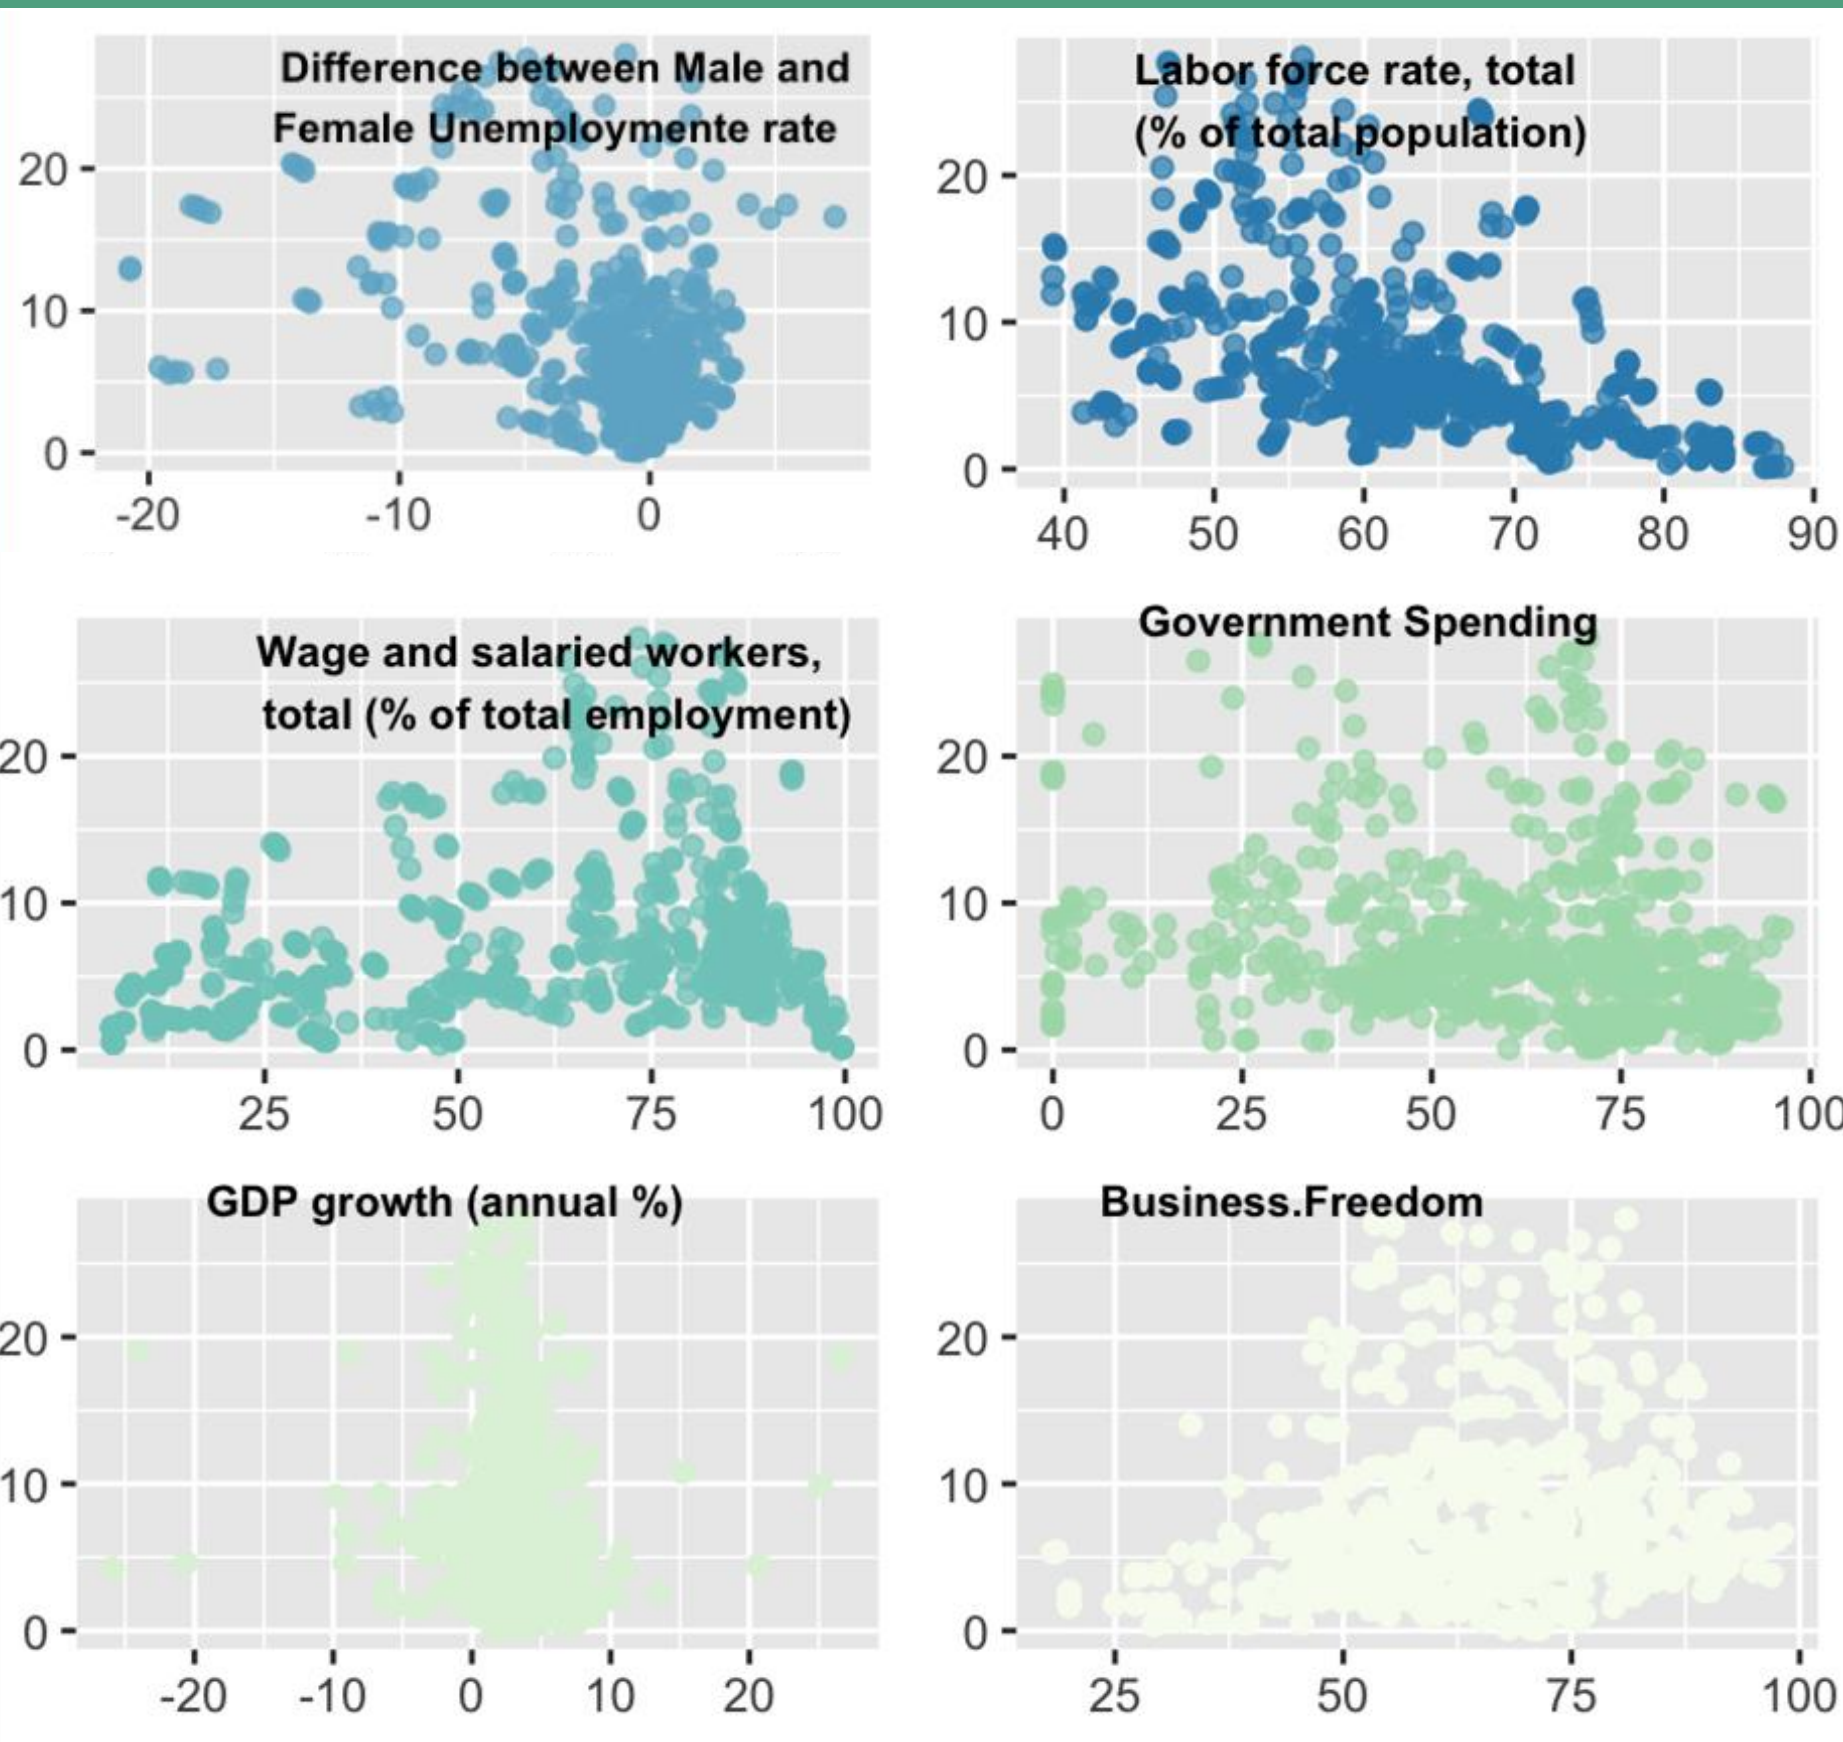 Difference between Male and
Female Unemploymente rate
20
10
0
-20 -10 0
Labor force rate, total
(% of total population)
20
10
0
40 50 60 70 80 90
Wage and salaried workers,
total (% of total employment)
20
10
0
25 50 75 100
Government Spending
20
10
0
0 25 50 75 100
GDP growth (annual %)
20
10
0
-20 -10 0 10 20
Business.Freedom
20
10
0
25 50 75 100